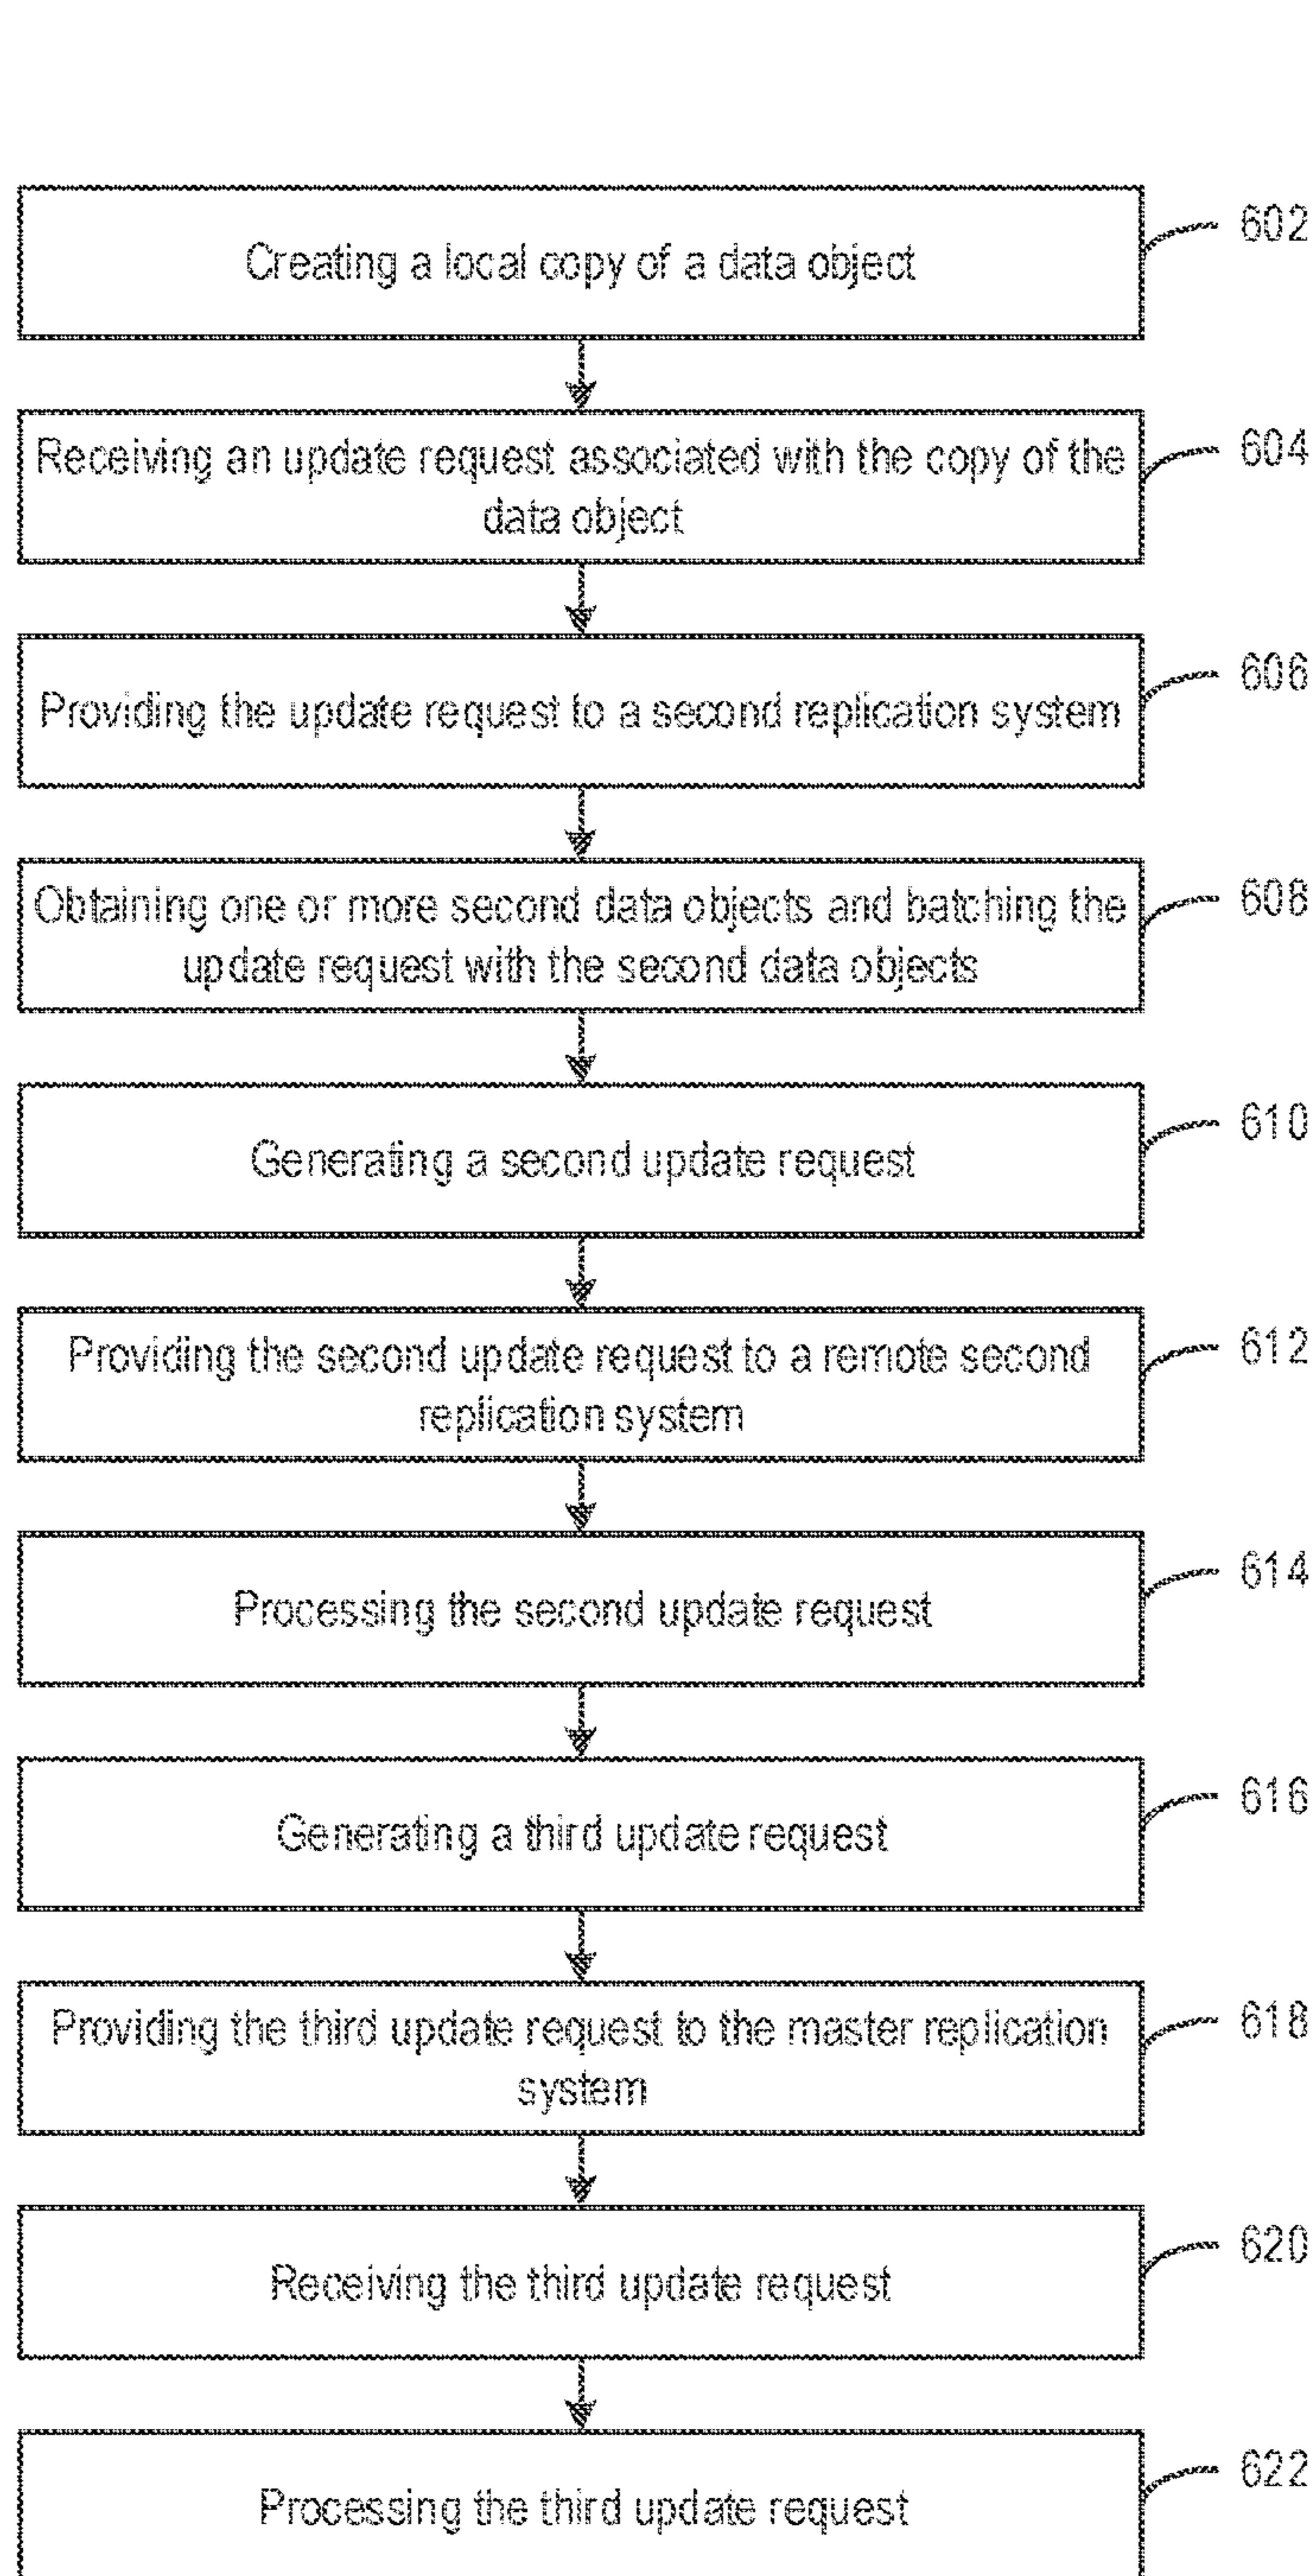 Creating a local copy of a data object
602
Receiving an update request associated with the copy of the
data object
604
Providing the update request to a second replication system
606
Obtaining one or more second data objects and batching the
update request with the second data objects
608
Generating a second update request
610
Providing the second update request to a remote second
replication system
612
Processing the second update request
614
Generating a third update request
616
Providing the third update request to the master replication
system
618
Receiving the third update request
620
Processing the third update request
622